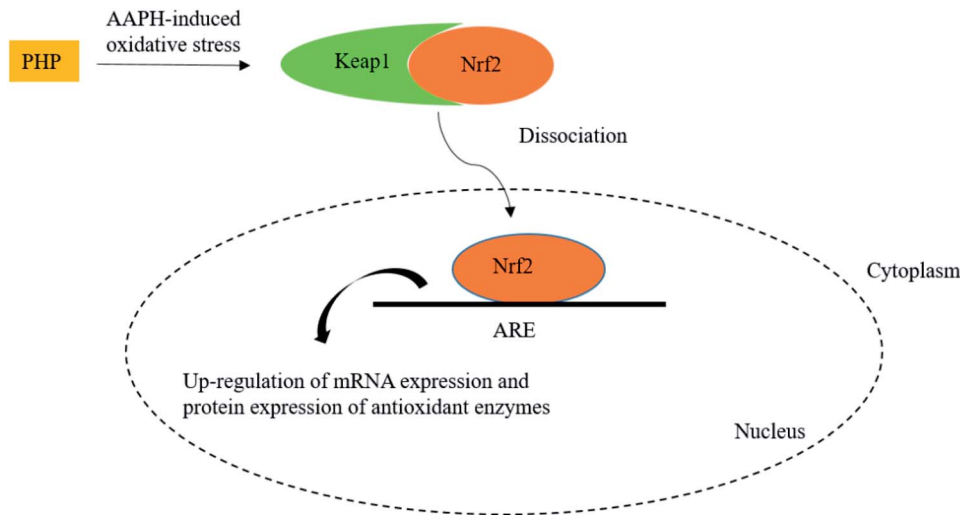 AAPH-induced
oxidative stress
PHP
Keap1
Nrf2
Dissociation
Nrf2
Cytoplasm
ARE
Up-regulation of mRNA expression and
protein expression of antioxidant enzymes
Nucleus